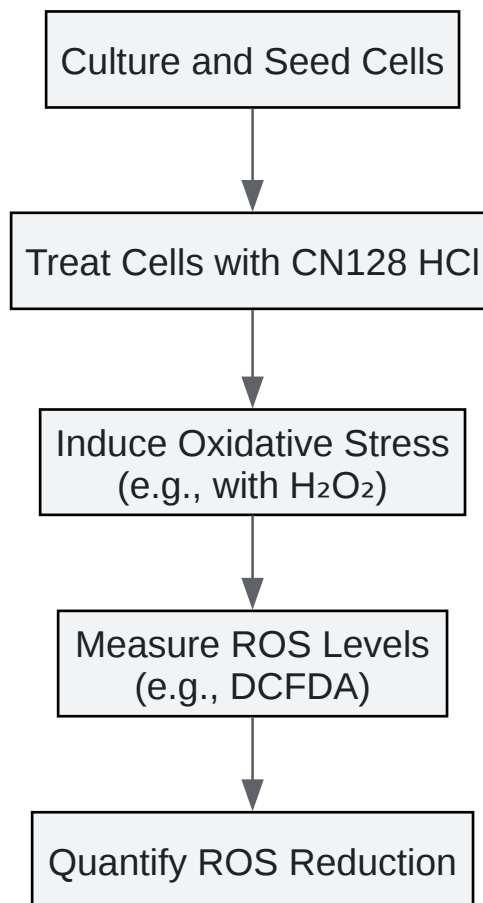 Culture and Seed Cells
Treat Cells with CN128 HCl
Induce Oxidative Stress
(e.g., with H₂O₂)
Measure ROS Levels
(e.g., DCFDA)
Quantify ROS Reduction